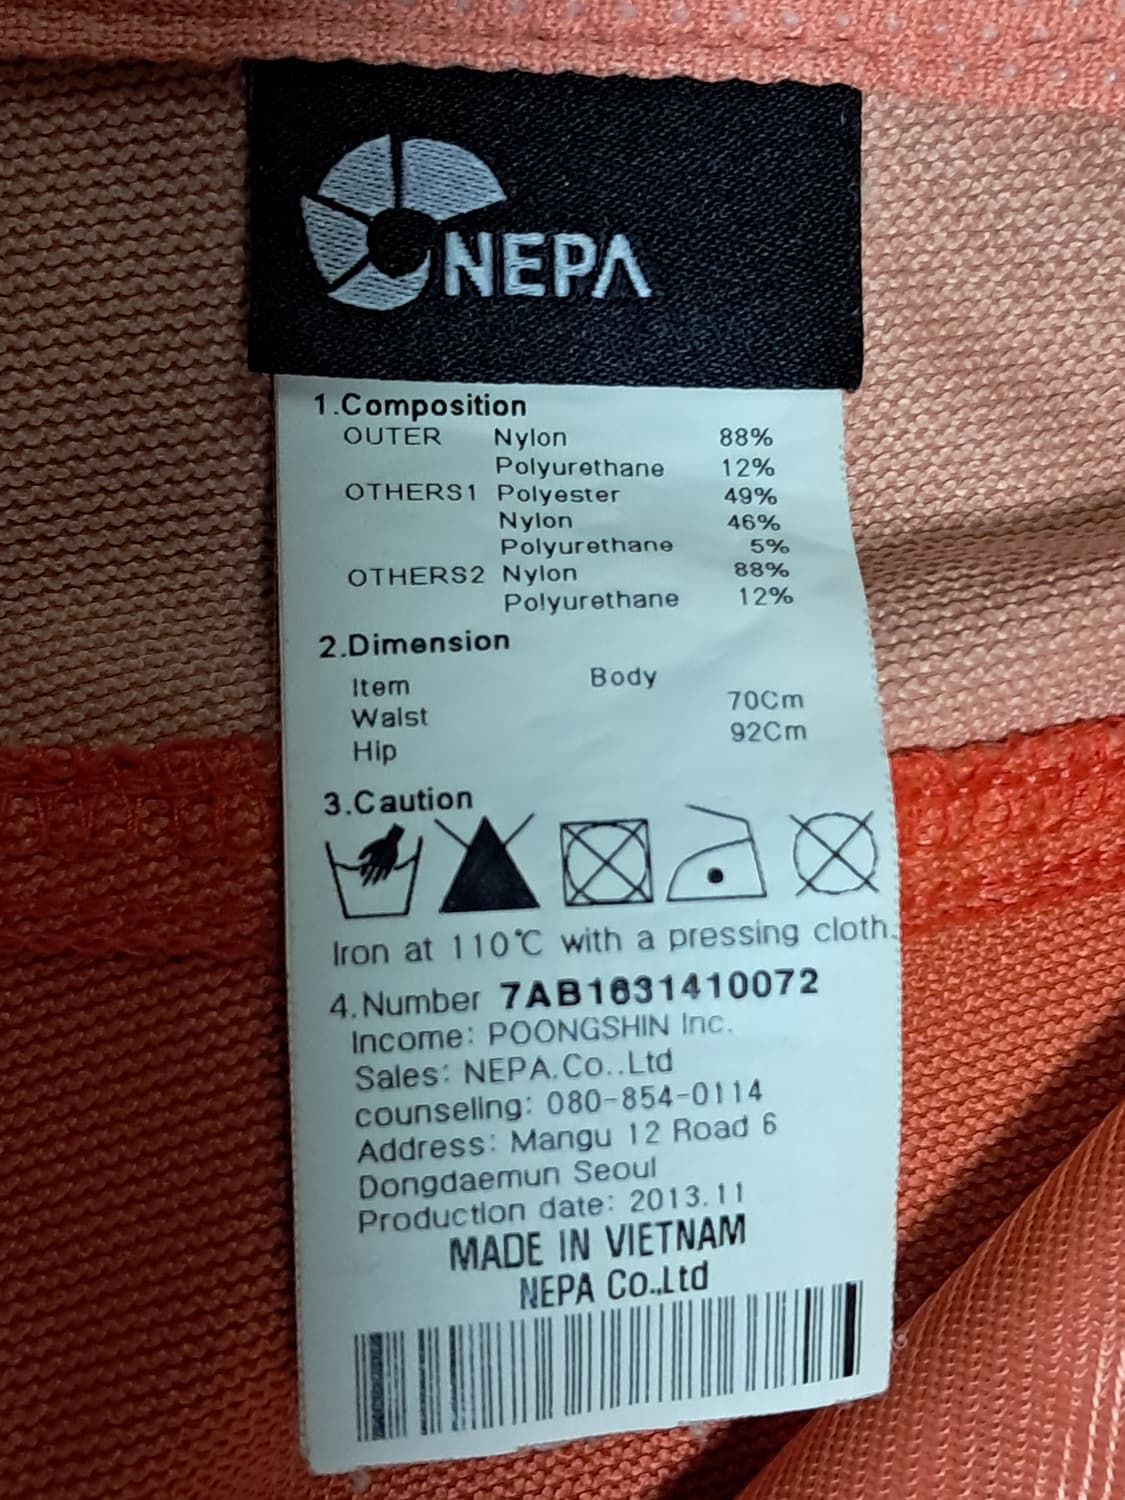 NEPA
1.Composition
OUTER Nylon 88%
Polyurethane 12%
OTHERS1 Polyester 49%
Nylon 46%
Polyurethane 5%
OTHERS2 Nylon 88%
Polyurethane 12%
2.Dimension
Item Body
Waist 70Cm
Hip 92Cm
3.Caution
Iron at 110℃ with a pressing cloth.
4.Number 7AB1631410072
Income: POONGSHIN Inc.
Sales: NEPA.Co..Ltd
counseling: 080-854-0114
Address: Mangu 12 Road 6
Dongdaemun Seoul
Production date: 2013.11
MADE IN VIETNAM
NEPA Co.,Ltd